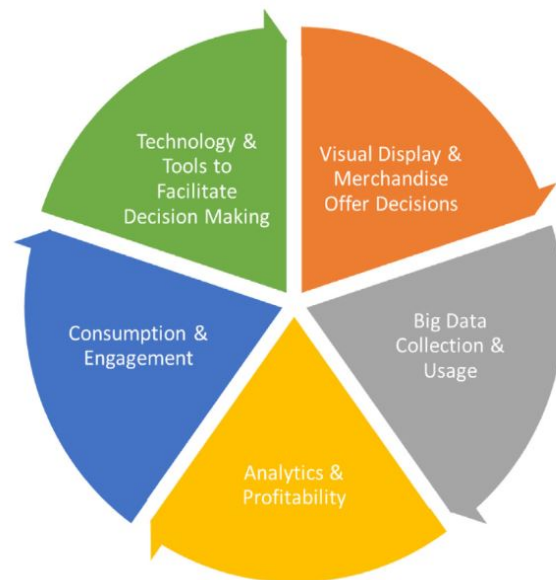 Technology &
Tools to
Facilitate
Decision Making
Visual Display &
Merchandise
Offer Decisions
Big Data
Collection &
Usage
Analytics &
Profitability
Consumption &
Engagement